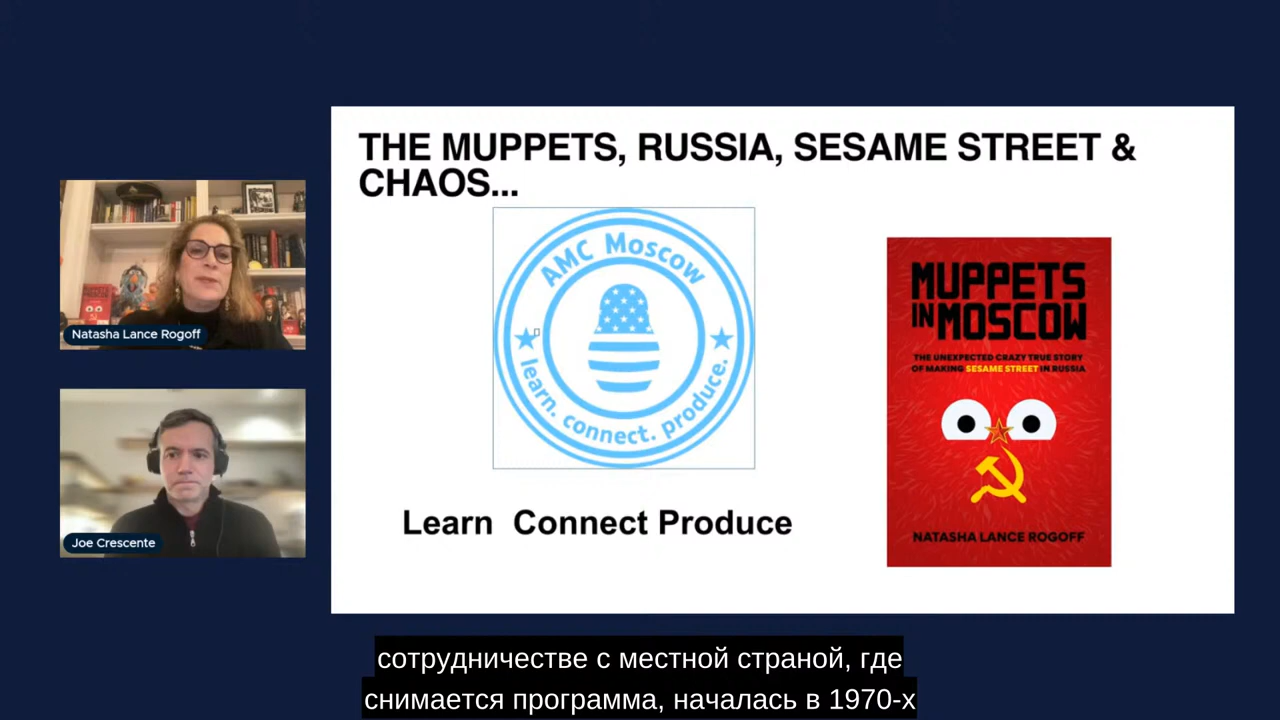 THE MUPPETS, RUSSIA, SESAME STREET &
CHAOS...
AMC Moscow
learn. connect. produce.
Learn Connect Produce
MUPPETS
IN MOSCOW
THE UNEXPECTED CRAZY TRUE STORY
OF MAKING SESAME STREET IN RUSSIA
NATASHA LANCE ROGOFF
Natasha Lance Rogoff
Joe Crescente
сотрудничестве с местной страной, где
снимается программа, началась в 1970-х